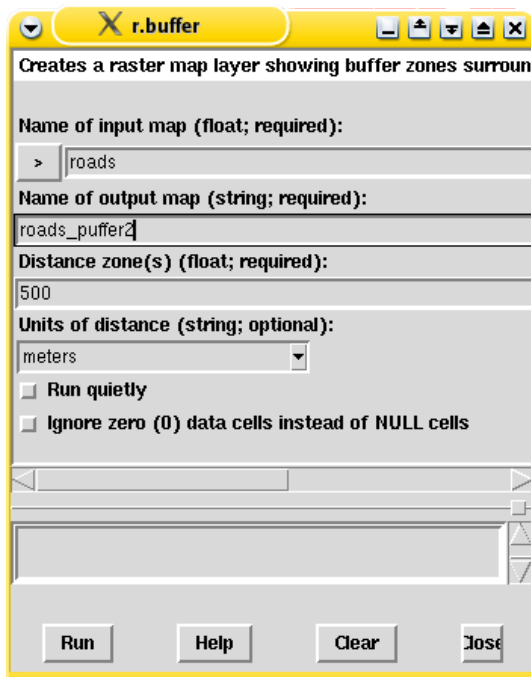 r.buffer
Creates a raster map layer showing buffer zones surroun
Name of input map (float; required):
> roads
Name of output map (string; required):
roads_puffer2
Distance zone(s) (float; required):
500
Units of distance (string; optional):
meters
Run quietly
Ignore zero (0) data cells instead of NULL cells
Run Help Clear Close